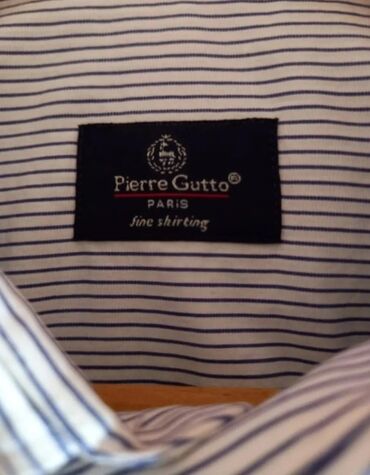 Pierre Gutto®
PARIS
fine shirting